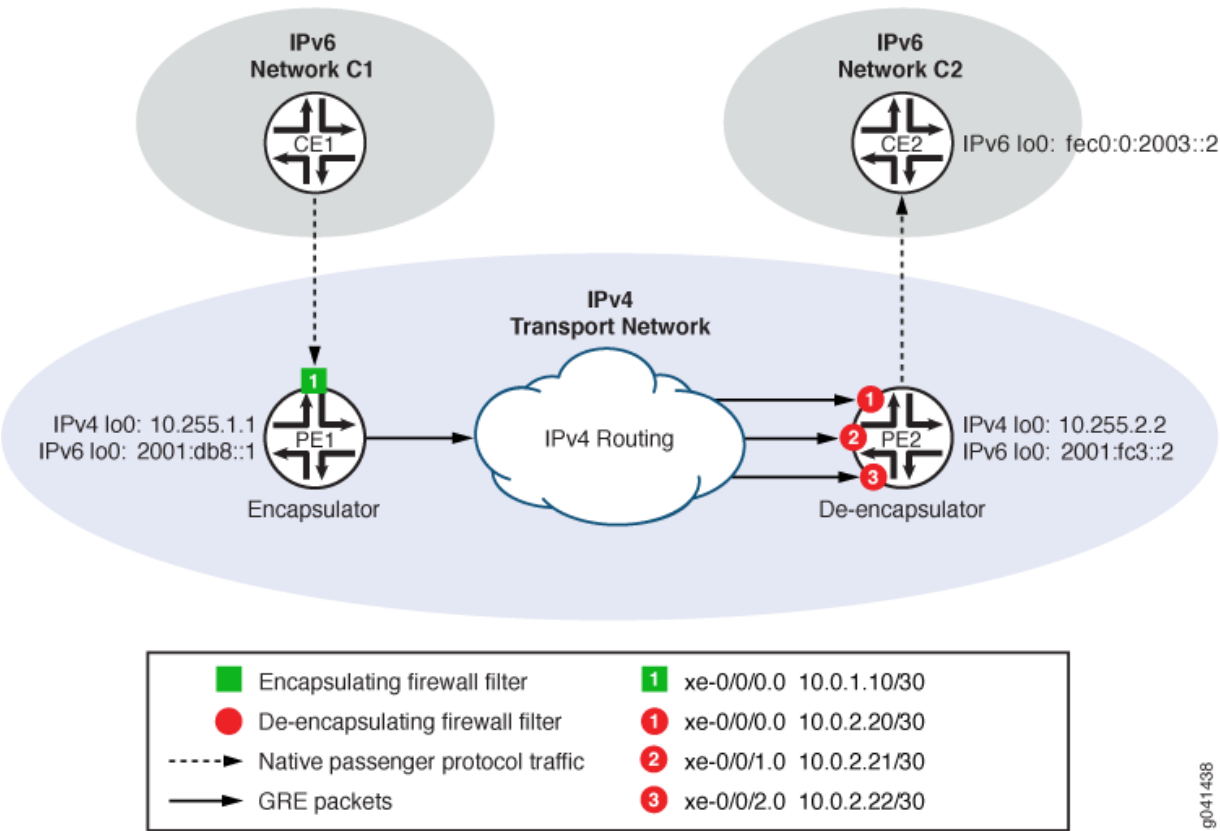 IPv6
Network C1
CE1
IPv6
Network C2
CE2
IPv6 lo0: fec0:0:2003::2
IPv4
Transport Network
1
IPv4 lo0: 10.255.1.1
IPv6 lo0: 2001:db8::1
PE1
Encapsulator
IPv4 Routing
1
2
3
PE2
IPv4 lo0: 10.255.2.2
IPv6 lo0: 2001:fc3::2
De-encapsulator
Encapsulating firewall filter
De-encapsulating firewall filter
Native passenger protocol traffic
GRE packets
1 xe-0/0/0.0 10.0.1.10/30
1 xe-0/0/0.0 10.0.2.20/30
2 xe-0/0/1.0 10.0.2.21/30
3 xe-0/0/2.0 10.0.2.22/30
g041438